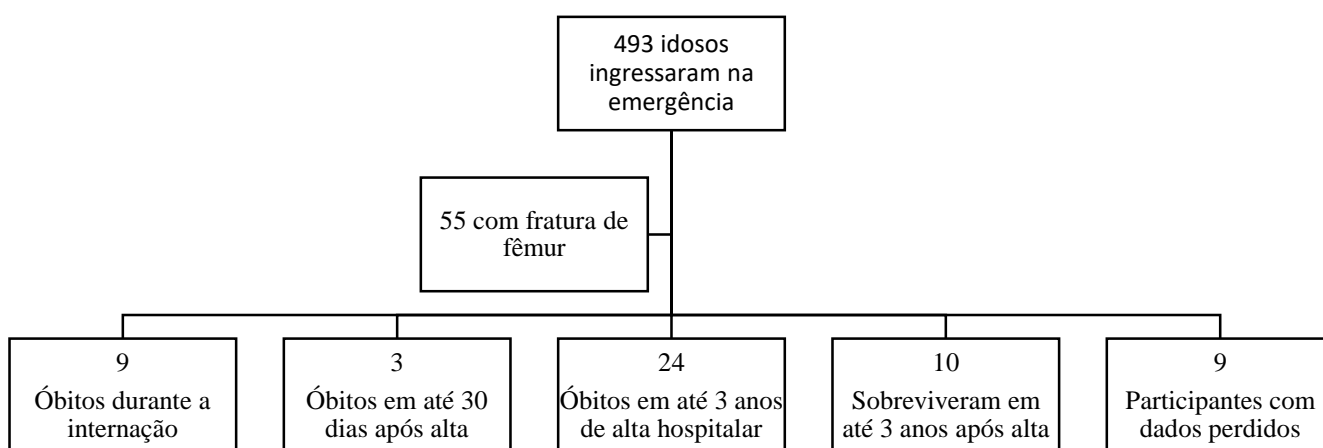 493 idosos
ingressaram na
emergência
55 com fratura de
fêmur
9
Óbitos durante a
internação
3
Óbitos em até 30
dias após alta
24
Óbitos em até 3 anos
de alta hospitalar
10
Sobreviveram em
até 3 anos após alta
9
Participantes com
dados perdidos